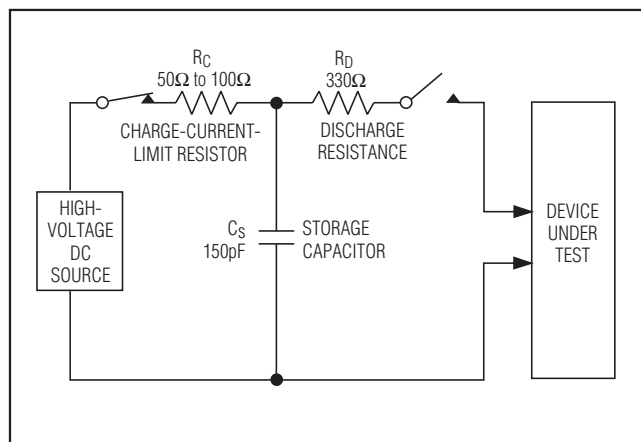 R_C
50Ω to 100Ω
CHARGE-CURRENT-
LIMIT RESISTOR
R_D
330Ω
DISCHARGE
RESISTANCE
HIGH-
VOLTAGE
DC
SOURCE
C_S
150pF
STORAGE
CAPACITOR
DEVICE
UNDER
TEST